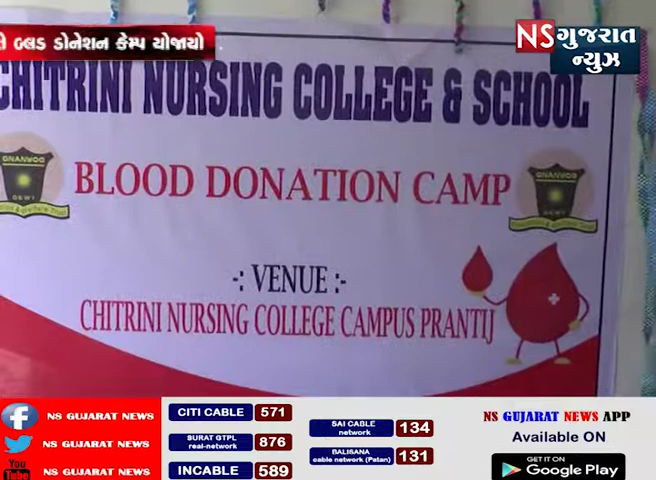 બ્લડ ડોનેશન કેમ્પ યોજાયો
NS ગુજરાત
ન્યુઝ
CHITRINI NURSING COLLEGE & SCHOOL
BLOOD DONATION CAMP
-: VENUE :-
CHITRINI NURSING COLLEGE CAMPUS PRANTIJ
NS GUJARAT NEWS
NS GUJARAT NEWS
You
Tube
NS GUJARAT NEWS
CITI CABLE 571
SURAT GTPL
real-network 876
INCABLE 589
SAI CABLE
network 134
BALISANA
cable network (Patan) 131
NS GUJARAT NEWS APP
Available ON
GET IT ON
Google Play